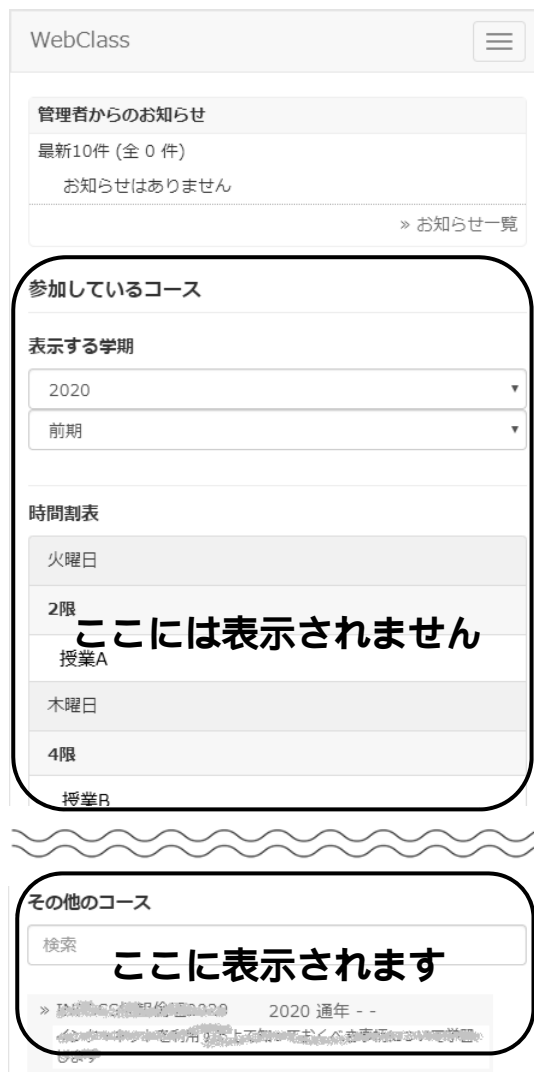 WebClass
管理者からのお知らせ
最新10件 (全 0 件)
お知らせはありません
» お知らせ一覧
参加しているコース
表示する学期
2020
前期
時間割表
火曜日
2限
ここには表示されません
授業A
木曜日
4限
授業B
その他のコース
検索
ここに表示されます
» 2020 通年 - -
を利用